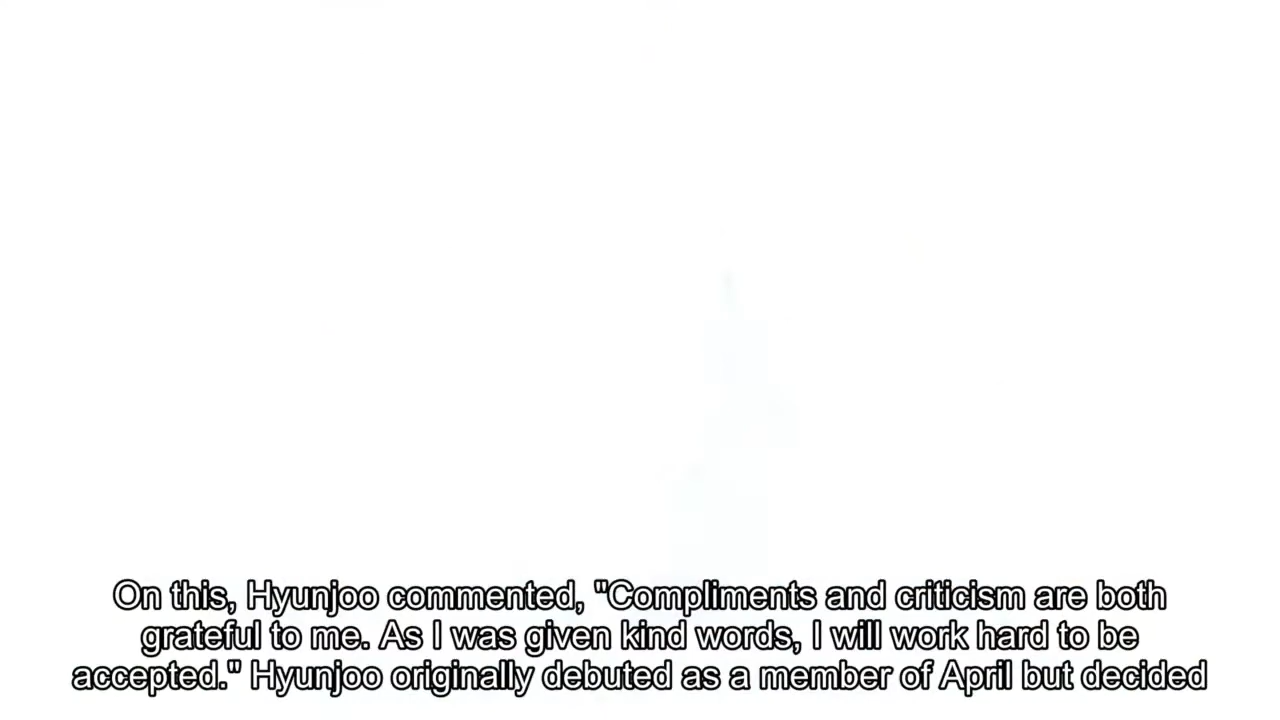 On this, Hyunjoo commented, "Compliments and criticism are both
grateful to me. As I was given kind words, I will work hard to be
accepted." Hyunjoo originally debuted as a member of April but decided